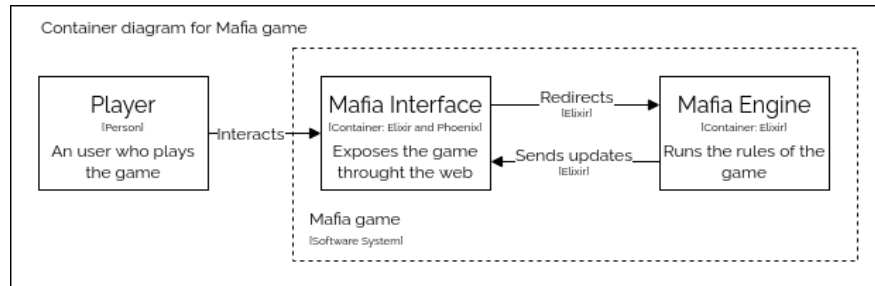 Container diagram for Mafia game
Player
[Person]
An user who plays
the game
Interacts
Mafia Interface
[Container: Elixir and Phoenix]
Exposes the game
throught the web
Redirects
[Elixir]
Sends updates
[Elixir]
Mafia Engine
[Container: Elixir]
Runs the rules of the
game
Mafia game
[Software System]